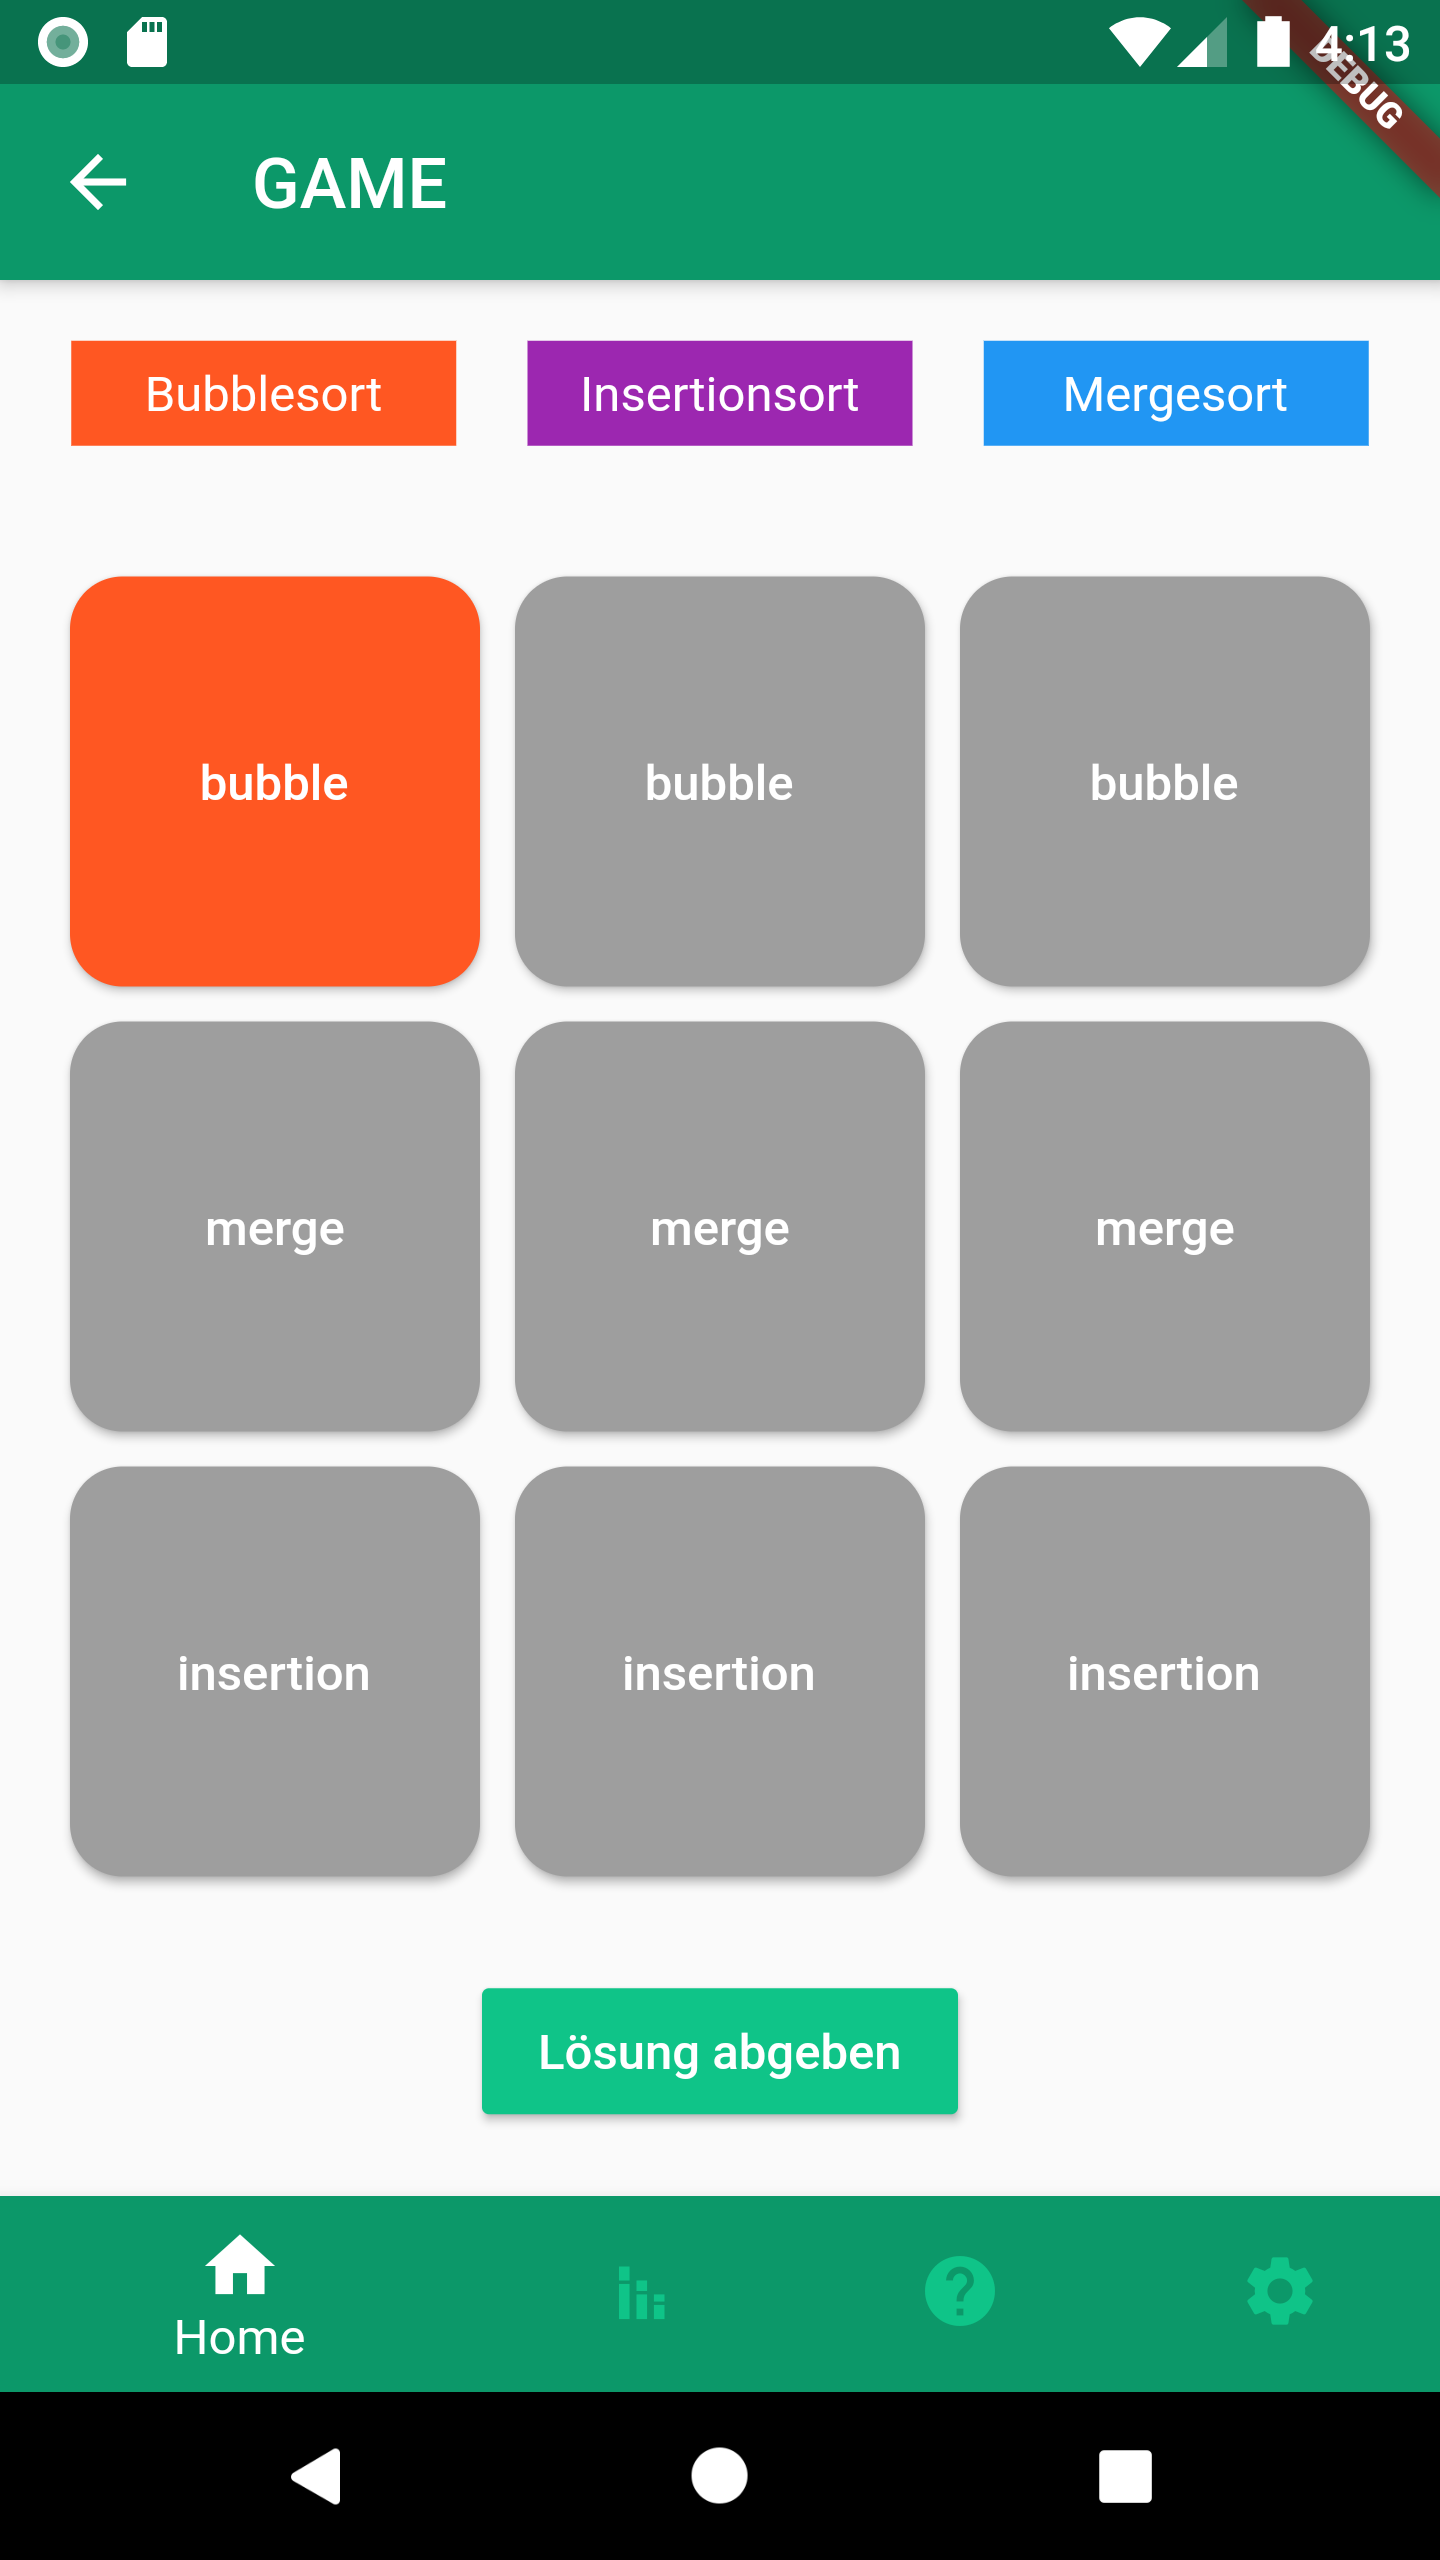 4:13
DEBUG
GAME
Bubblesort Insertionsort Mergesort
bubble bubble bubble
merge merge merge
insertion insertion insertion
Lösung abgeben
Home